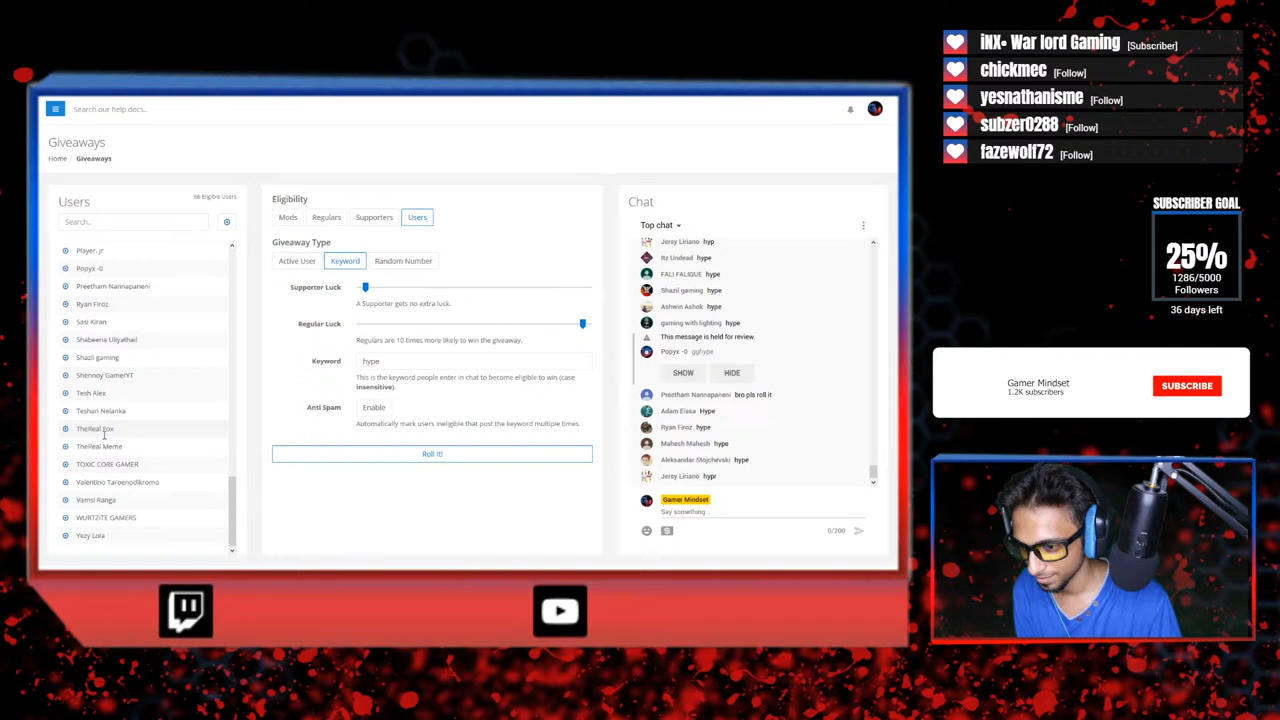 Search our help docs..
Giveaways
Home / Giveaways
Users
66 Eligible Users
Search..
Player. jr
Popyx -0
Preetham Nannapaneni
Ryan Firoz
Sasi Kiran
Shabeena Uliyathail
Shazil gaming
Shennoy GamerYT
Tesh Alex
Teshan Nelanka
TheReal Fox
TheReal Meme
TOXIC CORE GAMER
Valentino Taroenodikromo
Vamsi Ranga
WURTZITE GAMERS
Yezy Lola
Eligibility
Mods
Regulars
Supporters
Users
Giveaway Type
Active User
Keyword
Random Number
Supporter Luck
A Supporter gets no extra luck.
Regular Luck
Regulars are 10 times more likely to win the giveaway.
Keyword
hype
This is the keyword people enter in chat to become eligible to win (case
insensitive).
Anti Spam
Enable
Automatically mark users ineligible that post the keyword multiple times.
Roll It!
Chat
Top chat
Jersy Liriano hyp
Itz Undead hype
FALI FALIQUE hype
Shazil gaming hype
Ashwin Ashok hype
gaming with lighting hype
This message is held for review.
Popyx -0 gghype
SHOW
HIDE
Preetham Nannapaneni bro pls roll it
Adam Eissa Hype
Ryan Firoz hype
Mahesh Mahesh hype
Aleksandar Stojchevski hype
Jersy Liriano hypr
Gamer Mindset
Say something...
0/200
iNX• War lord Gaming [Subscriber]
chickmec [Follow]
yesnathanisme [Follow]
subzer0288 [Follow]
fazewolf72 [Follow]
SUBSCRIBER GOAL
25%
1286/5000
Followers
36 days left
Gamer Mindset
1.2K subscribers
SUBSCRIBE